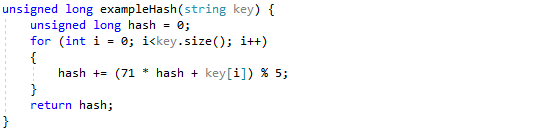 unsigned long exampleHash(string key) {
    unsigned long hash = 0;
    for (int i = 0; i<key.size(); i++)
    {
        hash += (71 * hash + key[i]) % 5;
    }
    return hash;
}